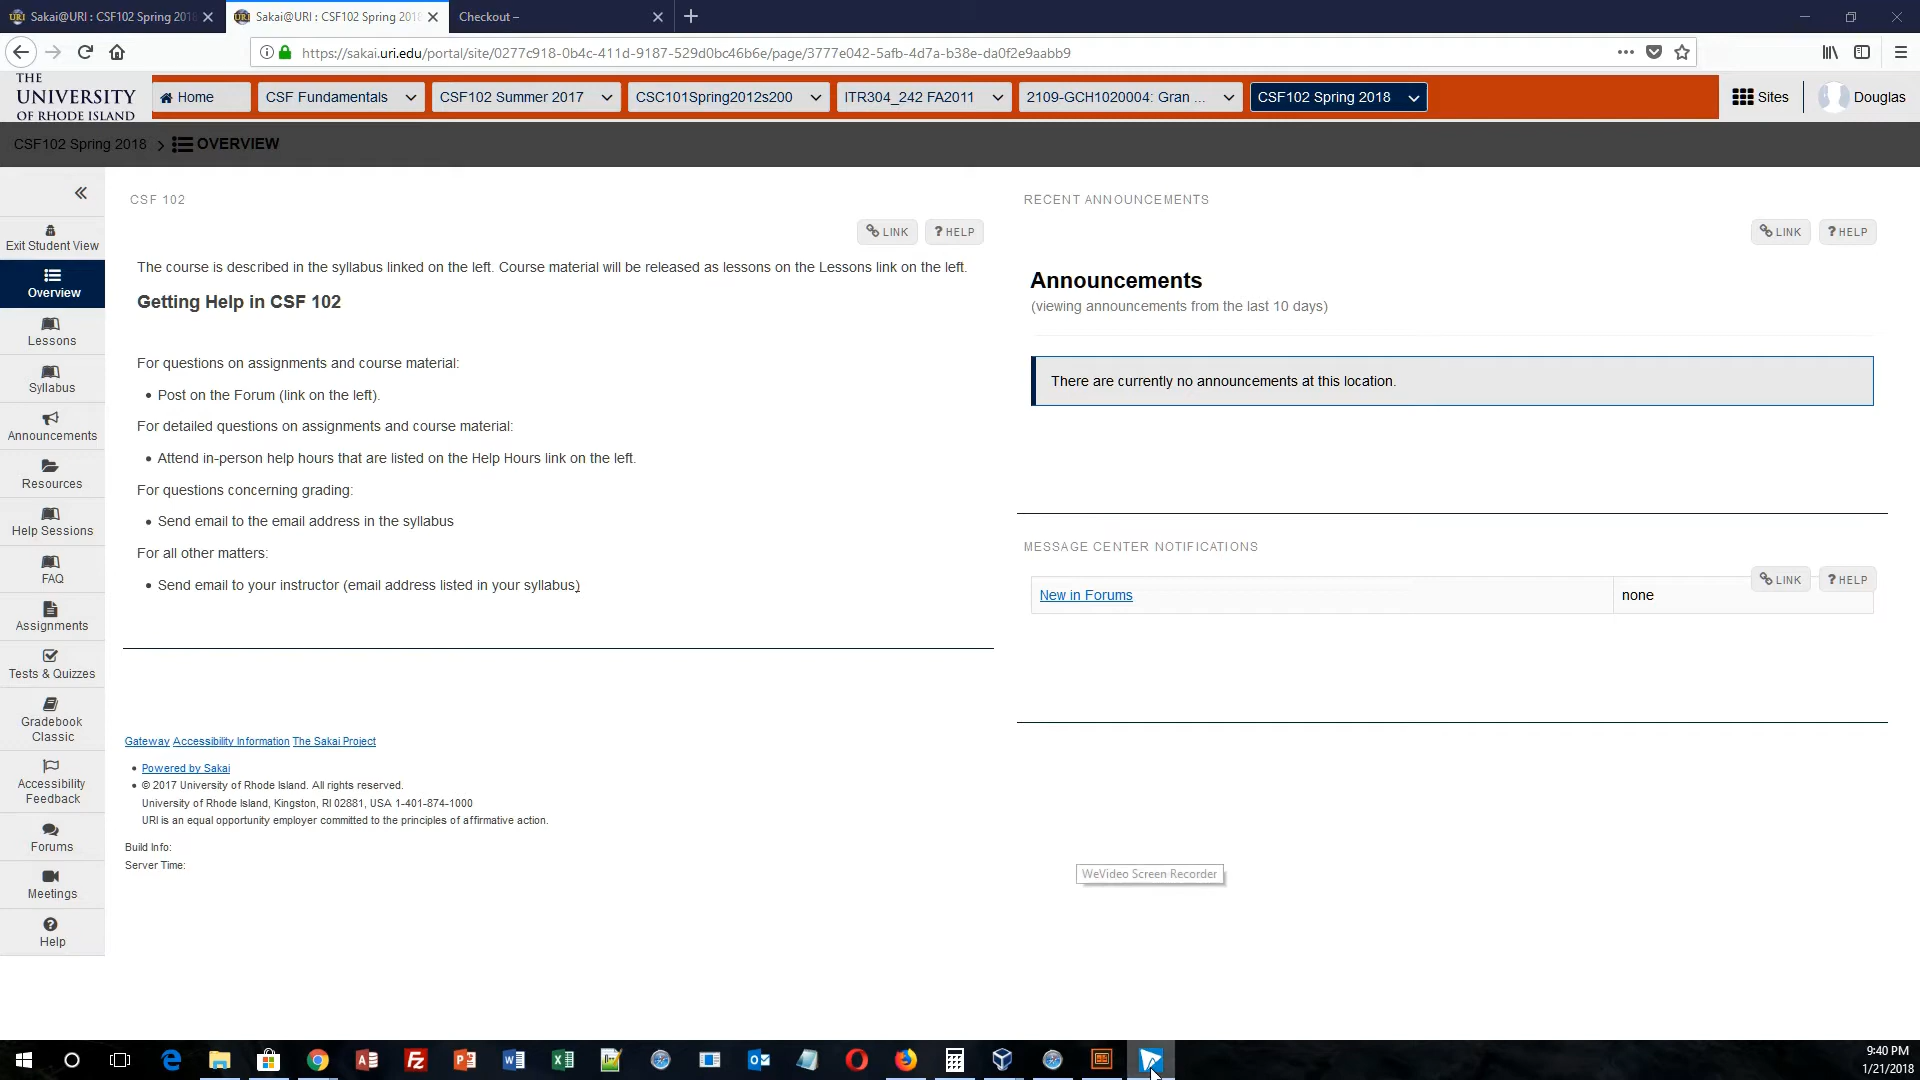 Sakai@URI : CSF102 Spring 201
Sakai@URI : CSF102 Spring 201
Checkout –
https://sakai.uri.edu/portal/site/0277c918-0b4c-411d-9187-529d0bc46b6e/page/3777e042-5afb-4d7a-b38e-da0f2e9aabb9
THE
UNIVERSITY
OF RHODE ISLAND
Home
CSF Fundamentals
CSF102 Summer 2017
CSC101Spring2012s200
ITR304_242 FA2011
2109-GCH1020004: Gran ...
CSF102 Spring 2018
Sites
Douglas
CSF102 Spring 2018
OVERVIEW
Exit Student View
Overview
Lessons
Syllabus
Announcements
Resources
Help Sessions
FAQ
Assignments
Tests & Quizzes
Gradebook
Classic
Accessibility
Feedback
Forums
Meetings
Help
CSF 102
LINK
? HELP
The course is described in the syllabus linked on the left. Course material will be released as lessons on the Lessons link on the left.
Getting Help in CSF 102
For questions on assignments and course material:
• Post on the Forum (link on the left).
For detailed questions on assignments and course material:
• Attend in-person help hours that are listed on the Help Hours link on the left.
For questions concerning grading:
• Send email to the email address in the syllabus
For all other matters:
• Send email to your instructor (email address listed in your syllabus)
Gateway Accessibility Information The Sakai Project
• Powered by Sakai
• © 2017 University of Rhode Island. All rights reserved.
University of Rhode Island, Kingston, RI 02881, USA 1-401-874-1000
URI is an equal opportunity employer committed to the principles of affirmative action.
Build Info:
Server Time:
RECENT ANNOUNCEMENTS
LINK
? HELP
Announcements
(viewing announcements from the last 10 days)
There are currently no announcements at this location.
MESSAGE CENTER NOTIFICATIONS
LINK
? HELP
New in Forums
none
WeVideo Screen Recorder
9:40 PM
1/21/2018